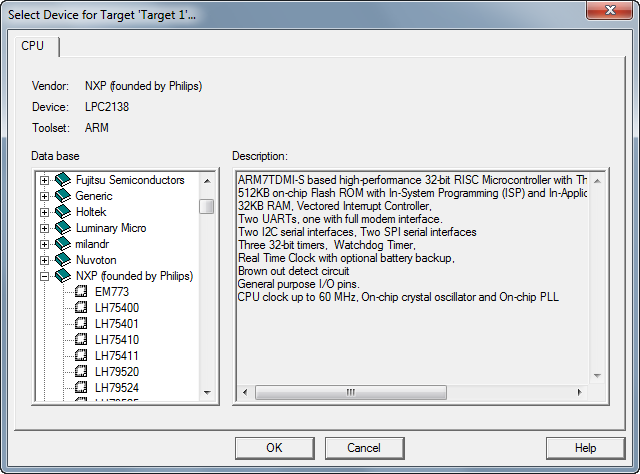 Select Device for Target 'Target 1'...
CPU
Vendor: NXP (founded by Philips)
Device: LPC2138
Toolset: ARM
Data base
Fujitsu Semiconductors
Generic
Holtek
Luminary Micro
milandr
Nuvoton
NXP (founded by Philips)
EM773
LH75400
LH75401
LH75410
LH75411
LH79520
LH79524
Description:
ARM7TDMI-S based high-performance 32-bit RISC Microcontroller with Th
512KB on-chip Flash ROM with In-System Programming (ISP) and In-Applic
32KB RAM, Vectored Interrupt Controller,
Two UARTs, one with full modem interface.
Two I2C serial interfaces, Two SPI serial interfaces
Three 32-bit timers, Watchdog Timer,
Real Time Clock with optional battery backup,
Brown out detect circuit
General purpose I/O pins.
CPU clock up to 60 MHz, On-chip crystal oscillator and On-chip PLL
OK
Cancel
Help